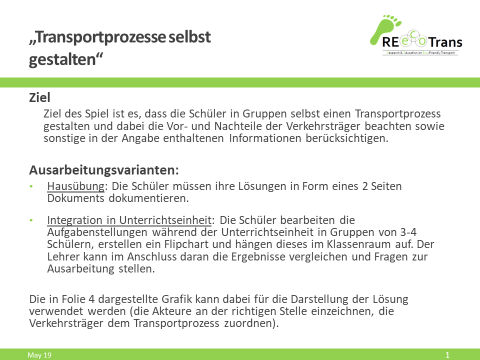 „Transportprozesse selbst
gestalten“
REeeoTrans
Ziel
Ziel des Spiel ist es, dass die Schüler in Gruppen selbst einen Transportprozess
gestalten und dabei die Vor- und Nachteile der Verkehrsträger beachten sowie
sonstige in der Angabe enthaltenen Informationen berücksichtigen.
Ausarbeitungsvarianten:
• Hausübung: Die Schüler müssen ihre Lösungen in Form eines 2 Seiten
Dokuments dokumentieren.
• Integration in Unterrichtseinheit: Die Schüler bearbeiten die
Aufgabenstellungen während der Unterrichtseinheit in Gruppen von 3-4
Schülern, erstellen ein Flipchart und hängen dieses im Klassenraum auf. Der
Lehrer kann im Anschluss daran die Ergebnisse vergleichen und Fragen zur
Ausarbeitung stellen.
Die in Folie 4 dargestellte Grafik kann dabei für die Darstellung der Lösung
verwendet werden (die Akteure an der richtigen Stelle einzeichnen, die
Verkehrsträger dem Transportprozess zuordnen).
May 19
1